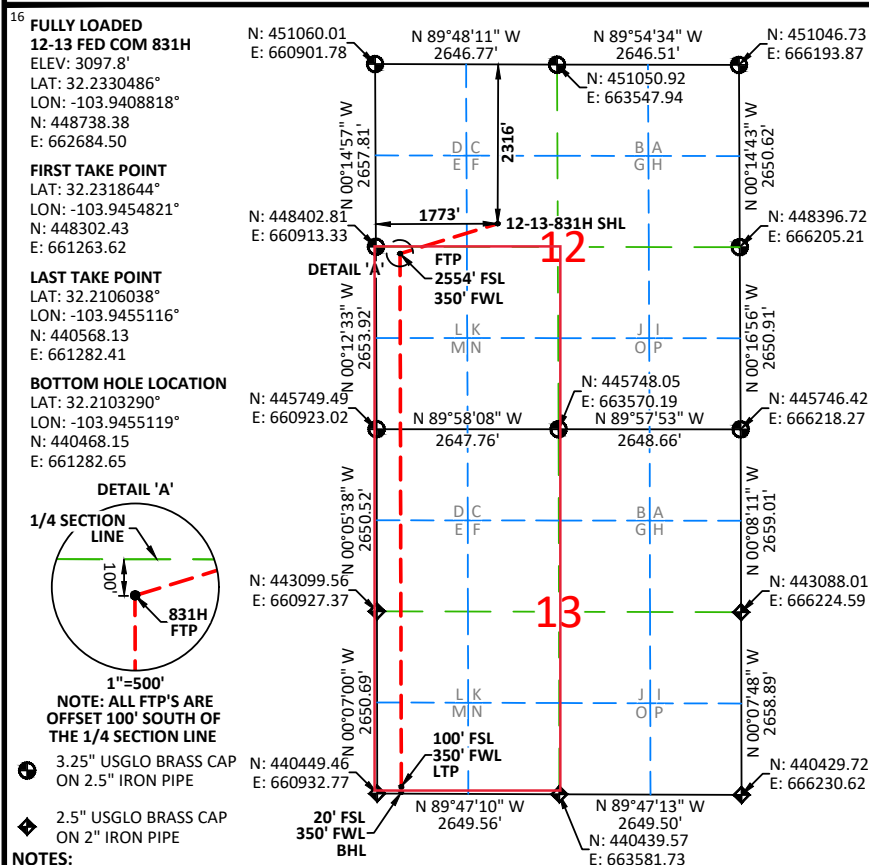 16
FULLY LOADED
12-13 FED COM 831H
ELEV: 3097.8'
LAT: 32.2330486°
LON: -103.9408818°
N: 448738.38
E: 662684.50
FIRST TAKE POINT
LAT: 32.2318644°
LON: -103.9454821°
N: 448302.43
E: 661263.62
LAST TAKE POINT
LAT: 32.2106038°
LON: -103.9455116°
N: 440568.13
E: 661282.41
BOTTOM HOLE LOCATION
LAT: 32.2103290°
LON: -103.9455119°
N: 440468.15
E: 661282.65
DETAIL 'A'
1/4 SECTION
LINE
100'
831H
FTP
1"=500'
NOTE: ALL FTP'S ARE
OFFSET 100' SOUTH OF
THE 1/4 SECTION LINE
3.25" USGLO BRASS CAP
ON 2.5" IRON PIPE
2.5" USGLO BRASS CAP
ON 2" IRON PIPE
NOTES:
N: 451060.01
E: 660901.78
N 89°48'11" W
2646.77'
N 89°54'34" W
2646.51'
N: 451046.73
E: 666193.87
N: 451050.92
E: 663547.94
N 00°14'57" W
2657.81'
2316'
D C
E F
B A
G H
N 00°14'43" W
2650.62'
1773'
12-13-831H SHL
N: 448402.81
E: 660913.33
12
N: 448396.72
E: 666205.21
DETAIL 'A'
FTP
2554' FSL
350' FWL
N 00°12'33" W
2653.92'
L K
M N
J I
O P
N 00°16'56" W
2650.91'
N: 445749.49
E: 660923.02
N: 445748.05
E: 663570.19
N: 445746.42
E: 666218.27
N 89°58'08" W
2647.76'
N 89°57'53" W
2648.66'
N 00°05'38" W
2650.52'
D C
E F
B A
G H
N 00°08'11" W
2659.01'
N: 443099.56
E: 660927.37
13
N: 443088.01
E: 666224.59
N 00°07'00" W
2650.69'
L K
M N
J I
O P
N 00°07'48" W
2658.89'
100' FSL
350' FWL
LTP
N: 440449.46
E: 660932.77
N: 440429.72
E: 666230.62
20' FSL
350' FWL
BHL
N 89°47'10" W
2649.56'
N 89°47'13" W
2649.50'
N: 440439.57
E: 663581.73